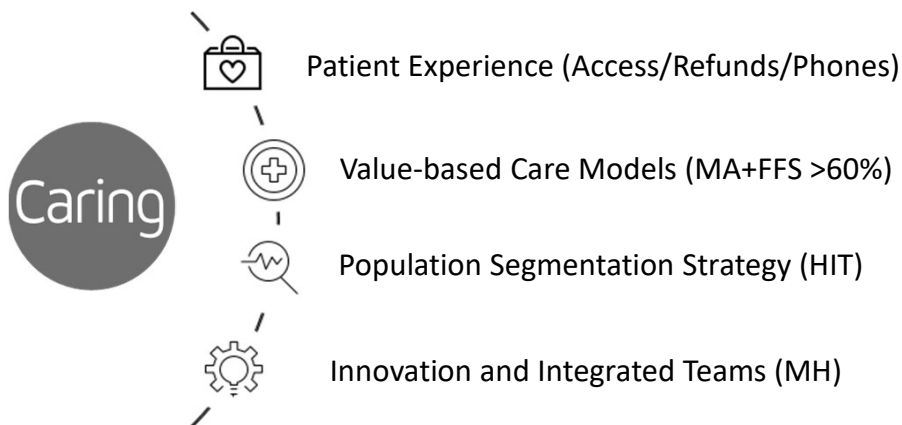 Patient Experience (Access/Refunds/Phones)
Value-based Care Models (MA+FFS >60%)
Caring
Population Segmentation Strategy (HIT)
Innovation and Integrated Teams (MH)